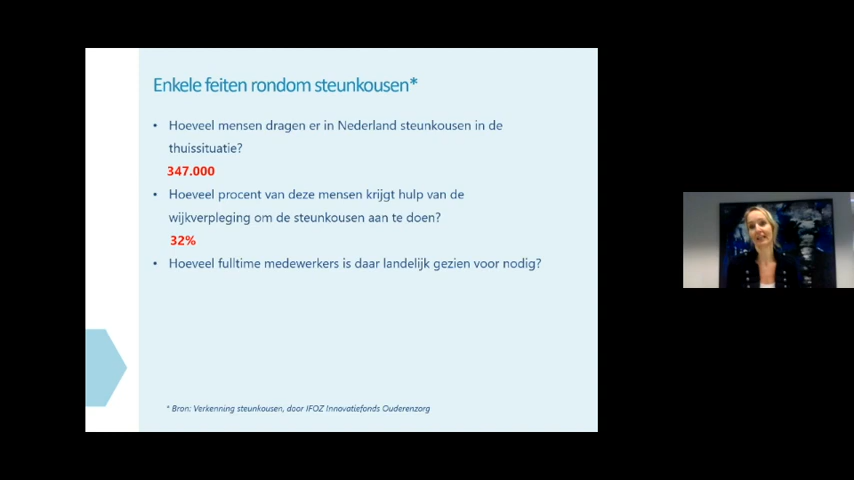 Enkele feiten rondom steunkousen*
• Hoeveel mensen dragen er in Nederland steunkousen in de
thuissituatie?
347.000
• Hoeveel procent van deze mensen krijgt hulp van de
wijkverpleging om de steunkousen aan te doen?
32%
• Hoeveel fulltime medewerkers is daar landelijk gezien voor nodig?
* Bron: Verkenning steunkousen, door IFOZ Innovatiefonds Ouderenzorg